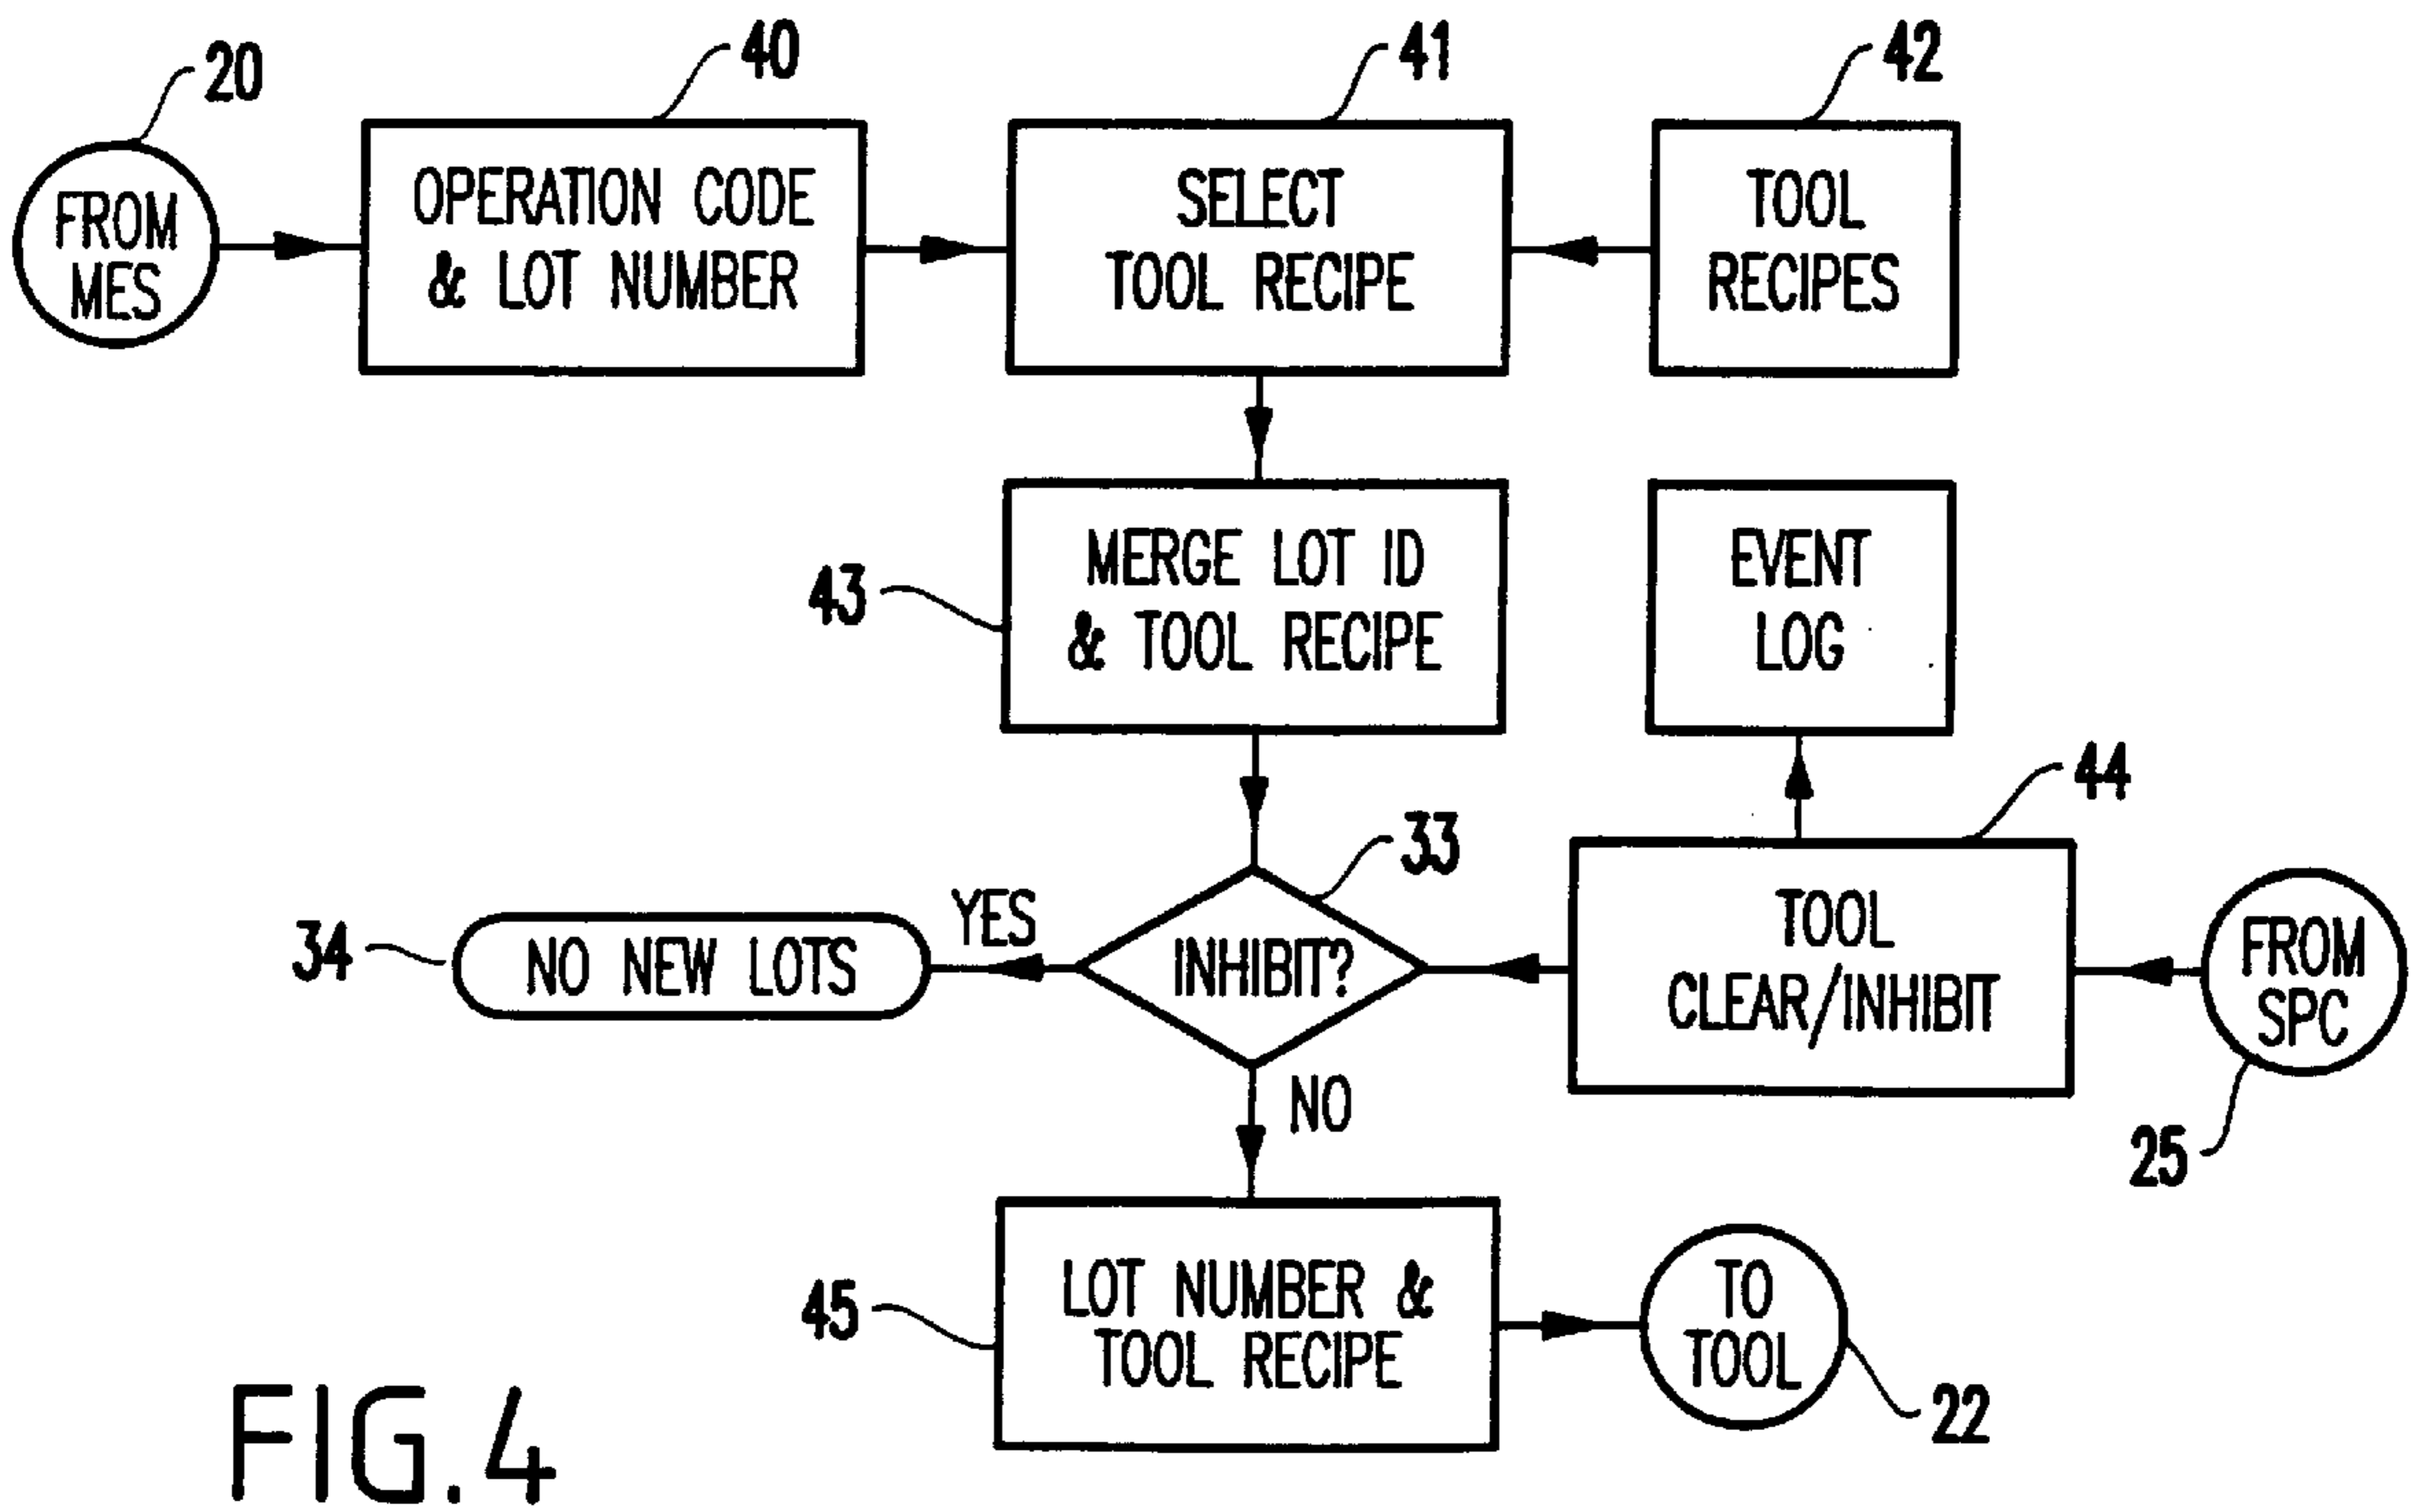 20
40
41
42
FROM
MES
OPERATION CODE
& LOT NUMBER
SELECT
TOOL RECIPE
TOOL
RECIPES
43
MERGE LOT ID
& TOOL RECIPE
EVENT
LOG
44
33
34
NO NEW LOTS
YES
INHIBIT?
TOOL
CLEAR/INHIBIT
FROM
SPC
NO
25
45
LOT NUMBER &
TOOL RECIPE
TO
TOOL
22
FIG.4